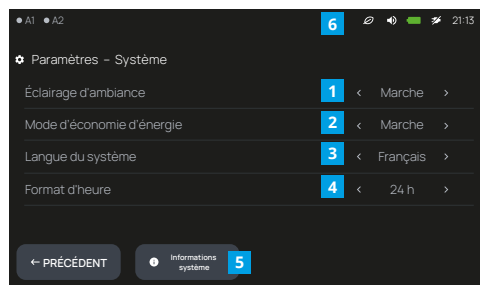 A1 A2 6 21:13
Paramètres – Système
Éclairage d'ambiance 1 < Marche >
Mode d'économie d'énergie 2 < Marche >
Langue du système 3 < Français >
Format d'heure 4 < 24 h >
← PRÉCÉDENT
Informations
système
5